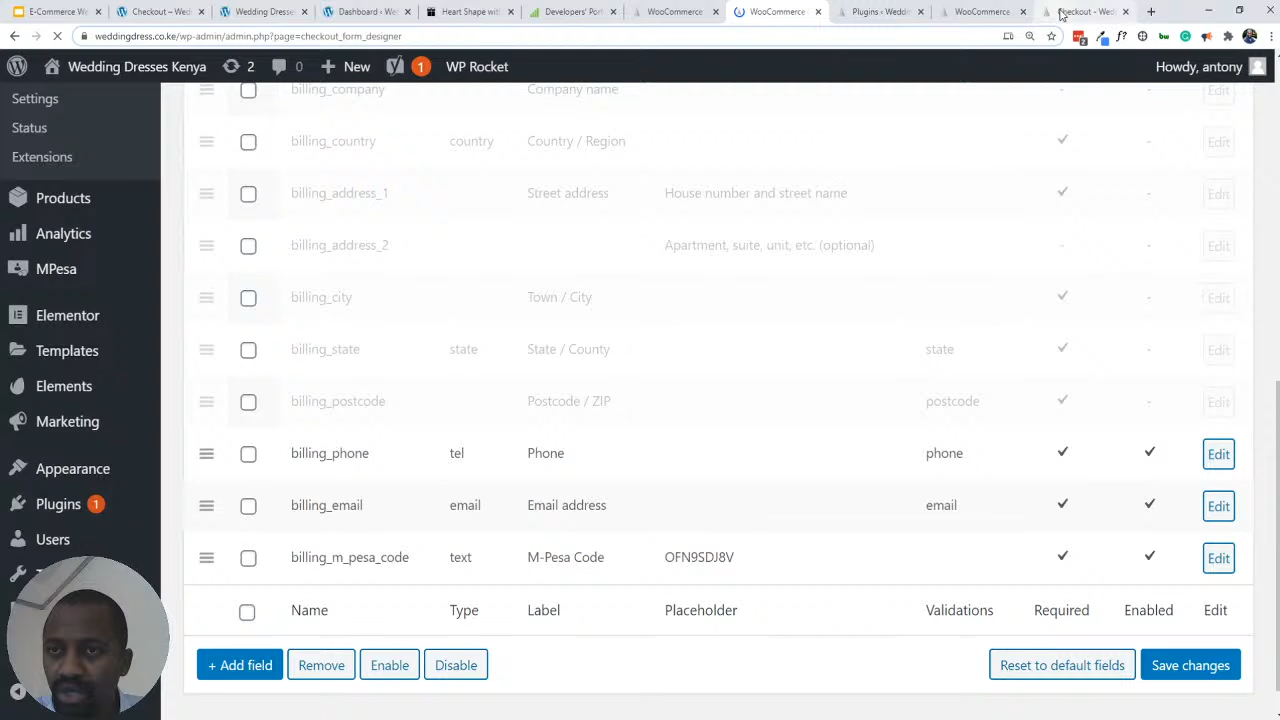 E-Commerce We
Checkout – Wed
Wedding Dresses
Dashboard ‹ Wed
Heart Shape with
Developers' Port
WooCommerce
WooCommerce
Plugins ‹ Wedd
WooCommerce
Checkout – Wed
weddingdress.co.ke/wp-admin/admin.php?page=checkout_form_designer
Wedding Dresses Kenya 2 0 New 1 WP Rocket Howdy, antony
Settings
Status
Extensions
Products
Analytics
MPesa
Elementor
Templates
Elements
Marketing
Appearance
Plugins 1
Users
billing_company Company name - - Edit
billing_country country Country / Region ✓ - Edit
billing_address_1 Street address House number and street name ✓ - Edit
billing_address_2 Apartment, suite, unit, etc. (optional) - - Edit
billing_city Town / City ✓ - Edit
billing_state state State / County state ✓ - Edit
billing_postcode Postcode / ZIP postcode ✓ - Edit
billing_phone tel Phone phone ✓ ✓ Edit
billing_email email Email address email ✓ ✓ Edit
billing_m_pesa_code text M-Pesa Code OFN9SDJ8V ✓ ✓ Edit
Name Type Label Placeholder Validations Required Enabled Edit
+ Add field Remove Enable Disable Reset to default fields Save changes